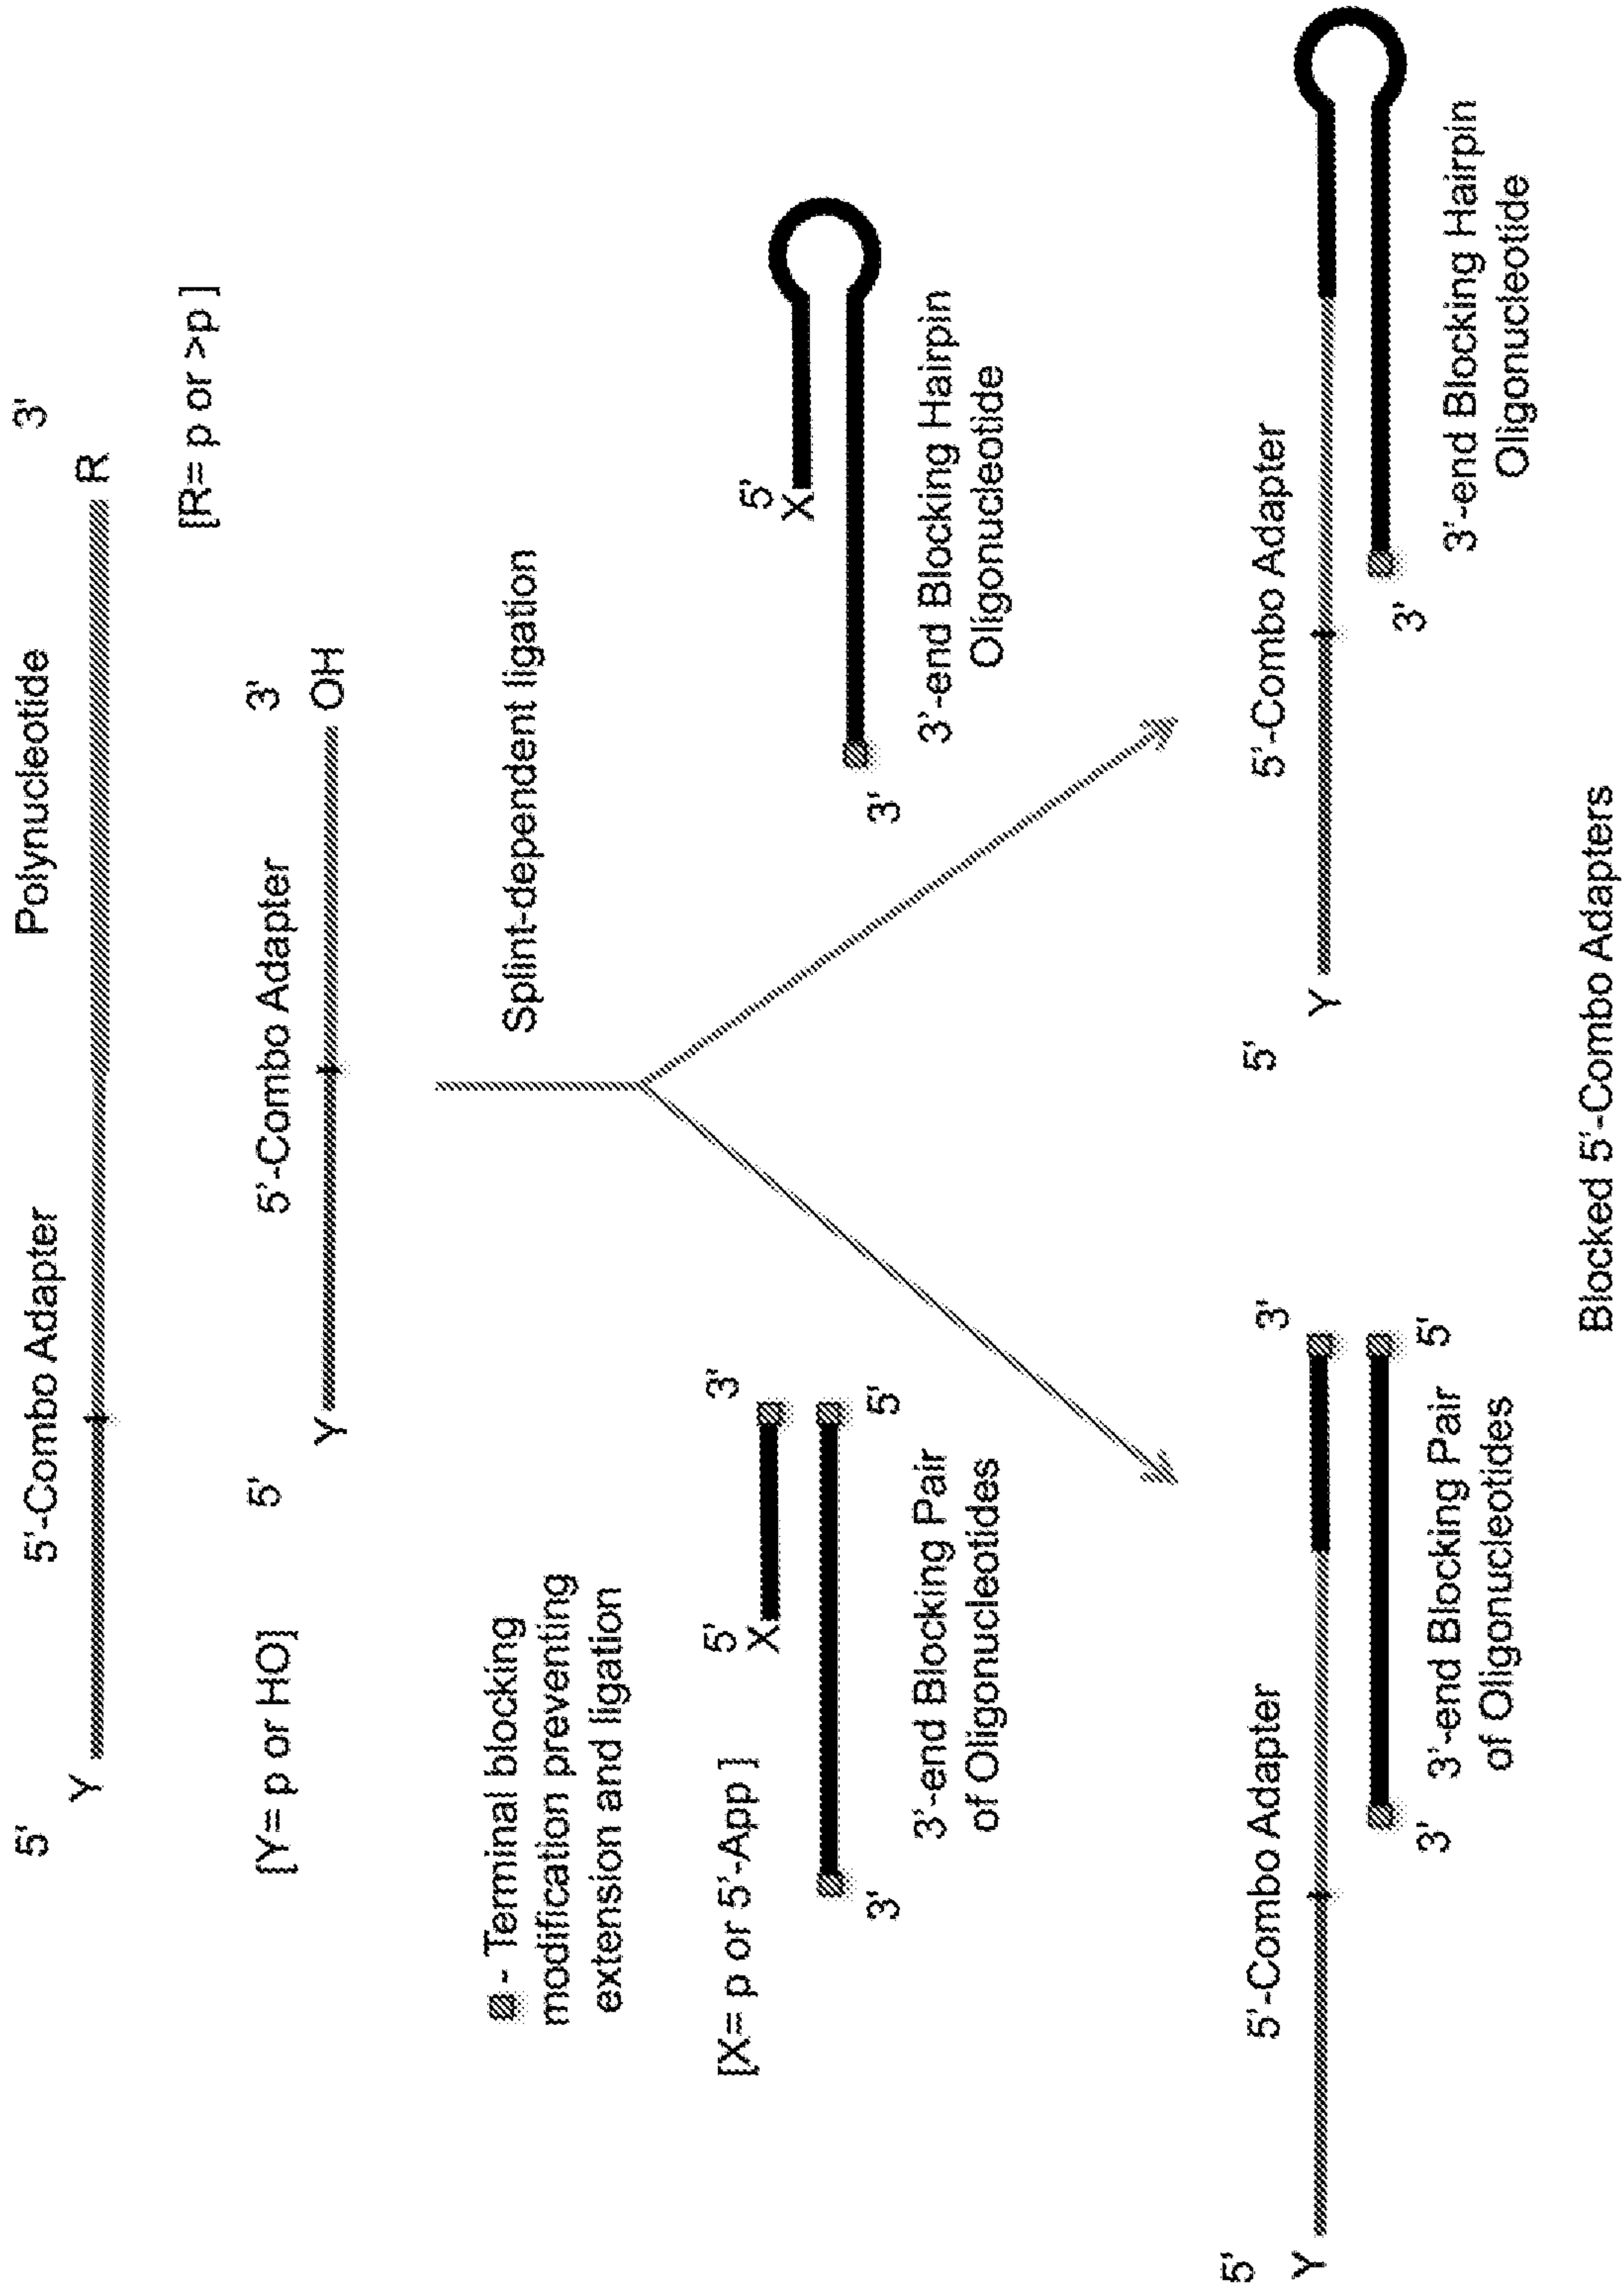 5'-Combo Adapter Polynucleotide
5' 3'
Y R
[R= p or >p ]
[Y= p or HO] 5' 5'-Combo Adapter 3'
Y OH
- Terminal blocking
modification preventing
extension and ligation
Splint-dependent ligation
[X= p or 5'-App ] 5' 3'
X
3' 5'
3'-end Blocking Pair
of Oligonucleotides
5'
X
3'
3'-end Blocking Hairpin
Oligonucleotide
5' 5'-Combo Adapter 3'
Y
3' 5'
3'-end Blocking Pair
of Oligonucleotides
5' 5'-Combo Adapter
Y
3'
3'-end Blocking Hairpin
Oligonucleotide
Blocked 5'-Combo Adapters